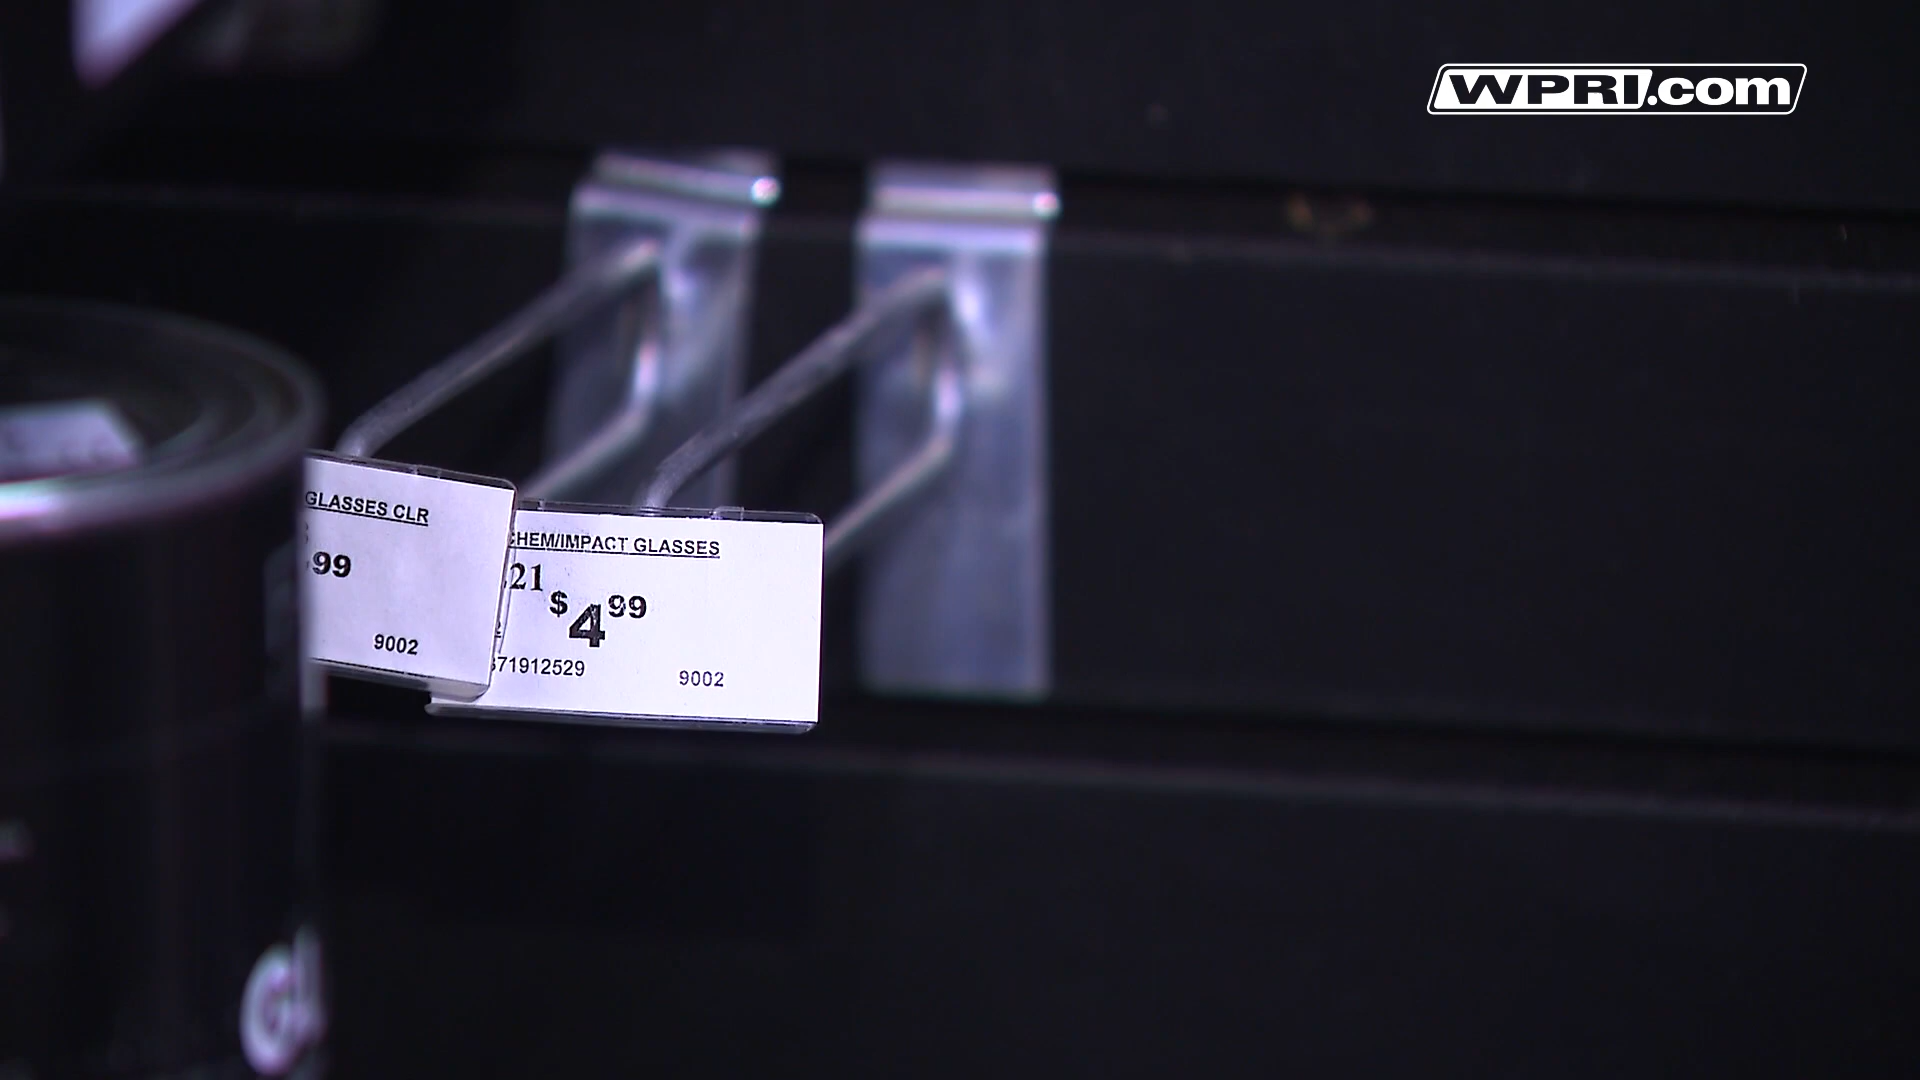 WPRI.com
GLASSES CLR
99
9002
CHEM/IMPACT GLASSES
21
$4.99
71912529
9002